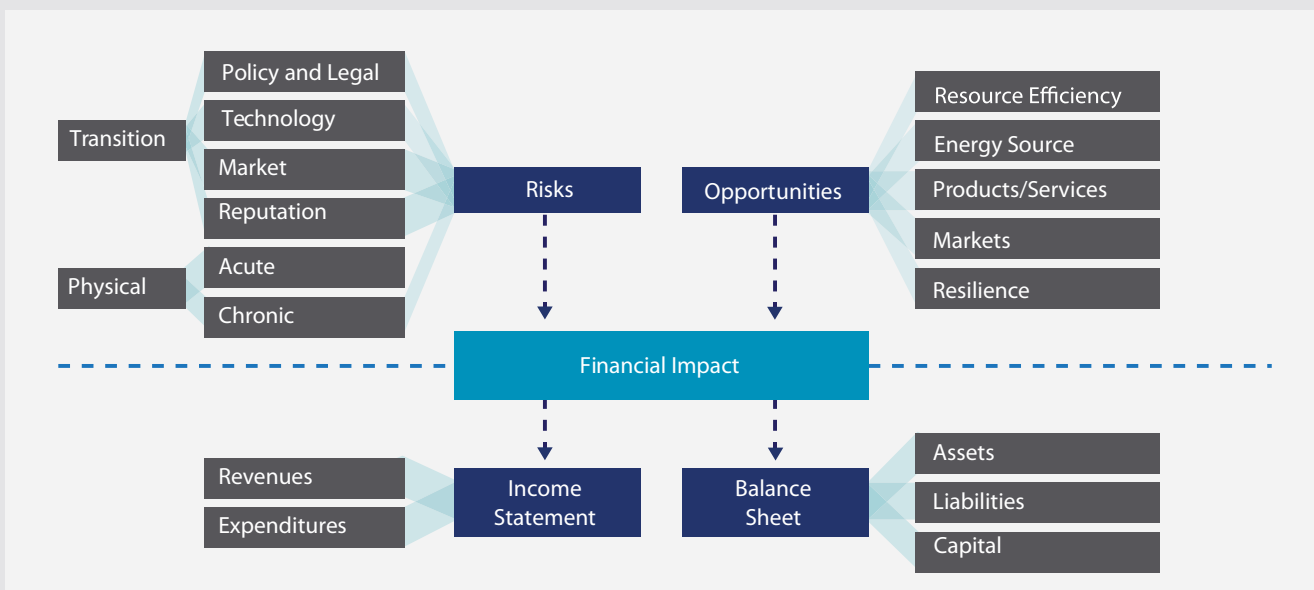 Policy and Legal
Technology
Transition
Market
Reputation
Acute
Physical
Chronic
Risks
Opportunities
Resource Efficiency
Energy Source
Products/Services
Markets
Resilience
Financial Impact
Revenues
Expenditures
Income
Statement
Balance
Sheet
Assets
Liabilities
Capital